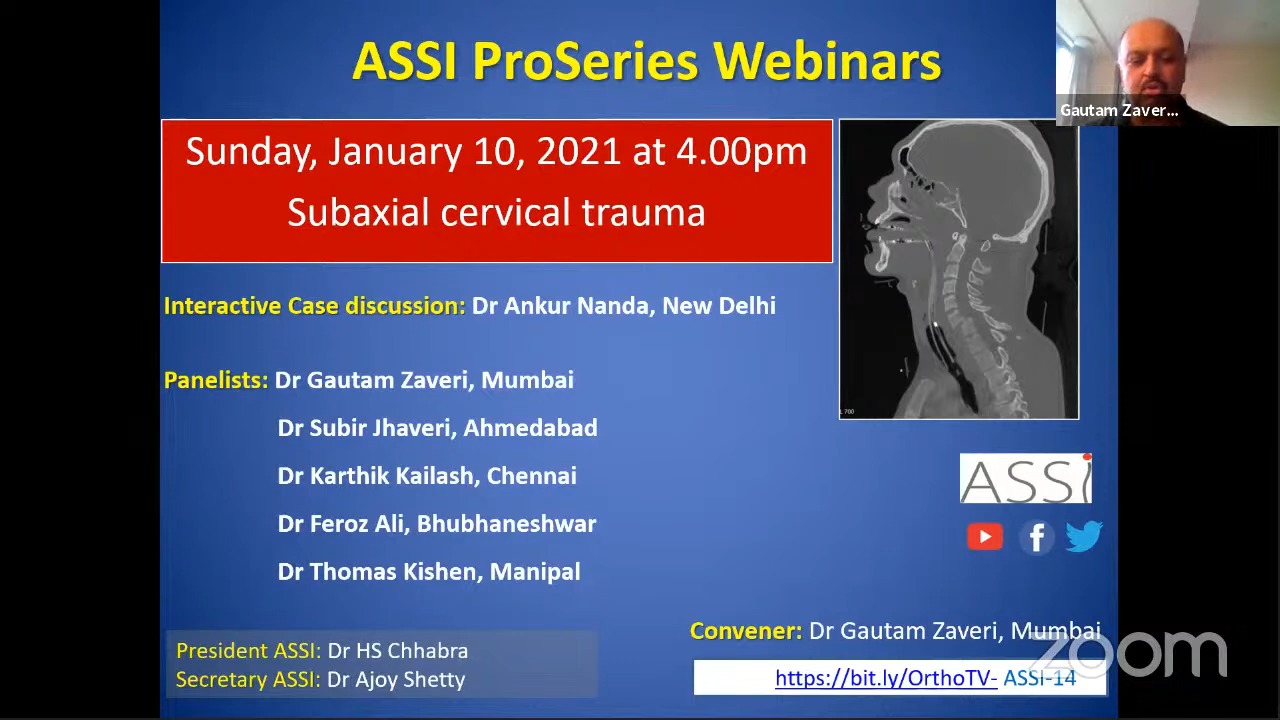 ASSI ProSeries Webinars
Gautam Zaver...
Sunday, January 10, 2021 at 4.00pm
Subaxial cervical trauma
Interactive Case discussion: Dr Ankur Nanda, New Delhi
Panelists: Dr Gautam Zaveri, Mumbai
Dr Subir Jhaveri, Ahmedabad
Dr Karthik Kailash, Chennai
Dr Feroz Ali, Bhubhaneshwar
Dr Thomas Kishen, Manipal
L 700
ASSi
f
President ASSI: Dr HS Chhabra
Secretary ASSI: Dr Ajoy Shetty
Convener: Dr Gautam Zaveri, Mumbai
zoom
https://bit.ly/OrthoTV- ASSI-14